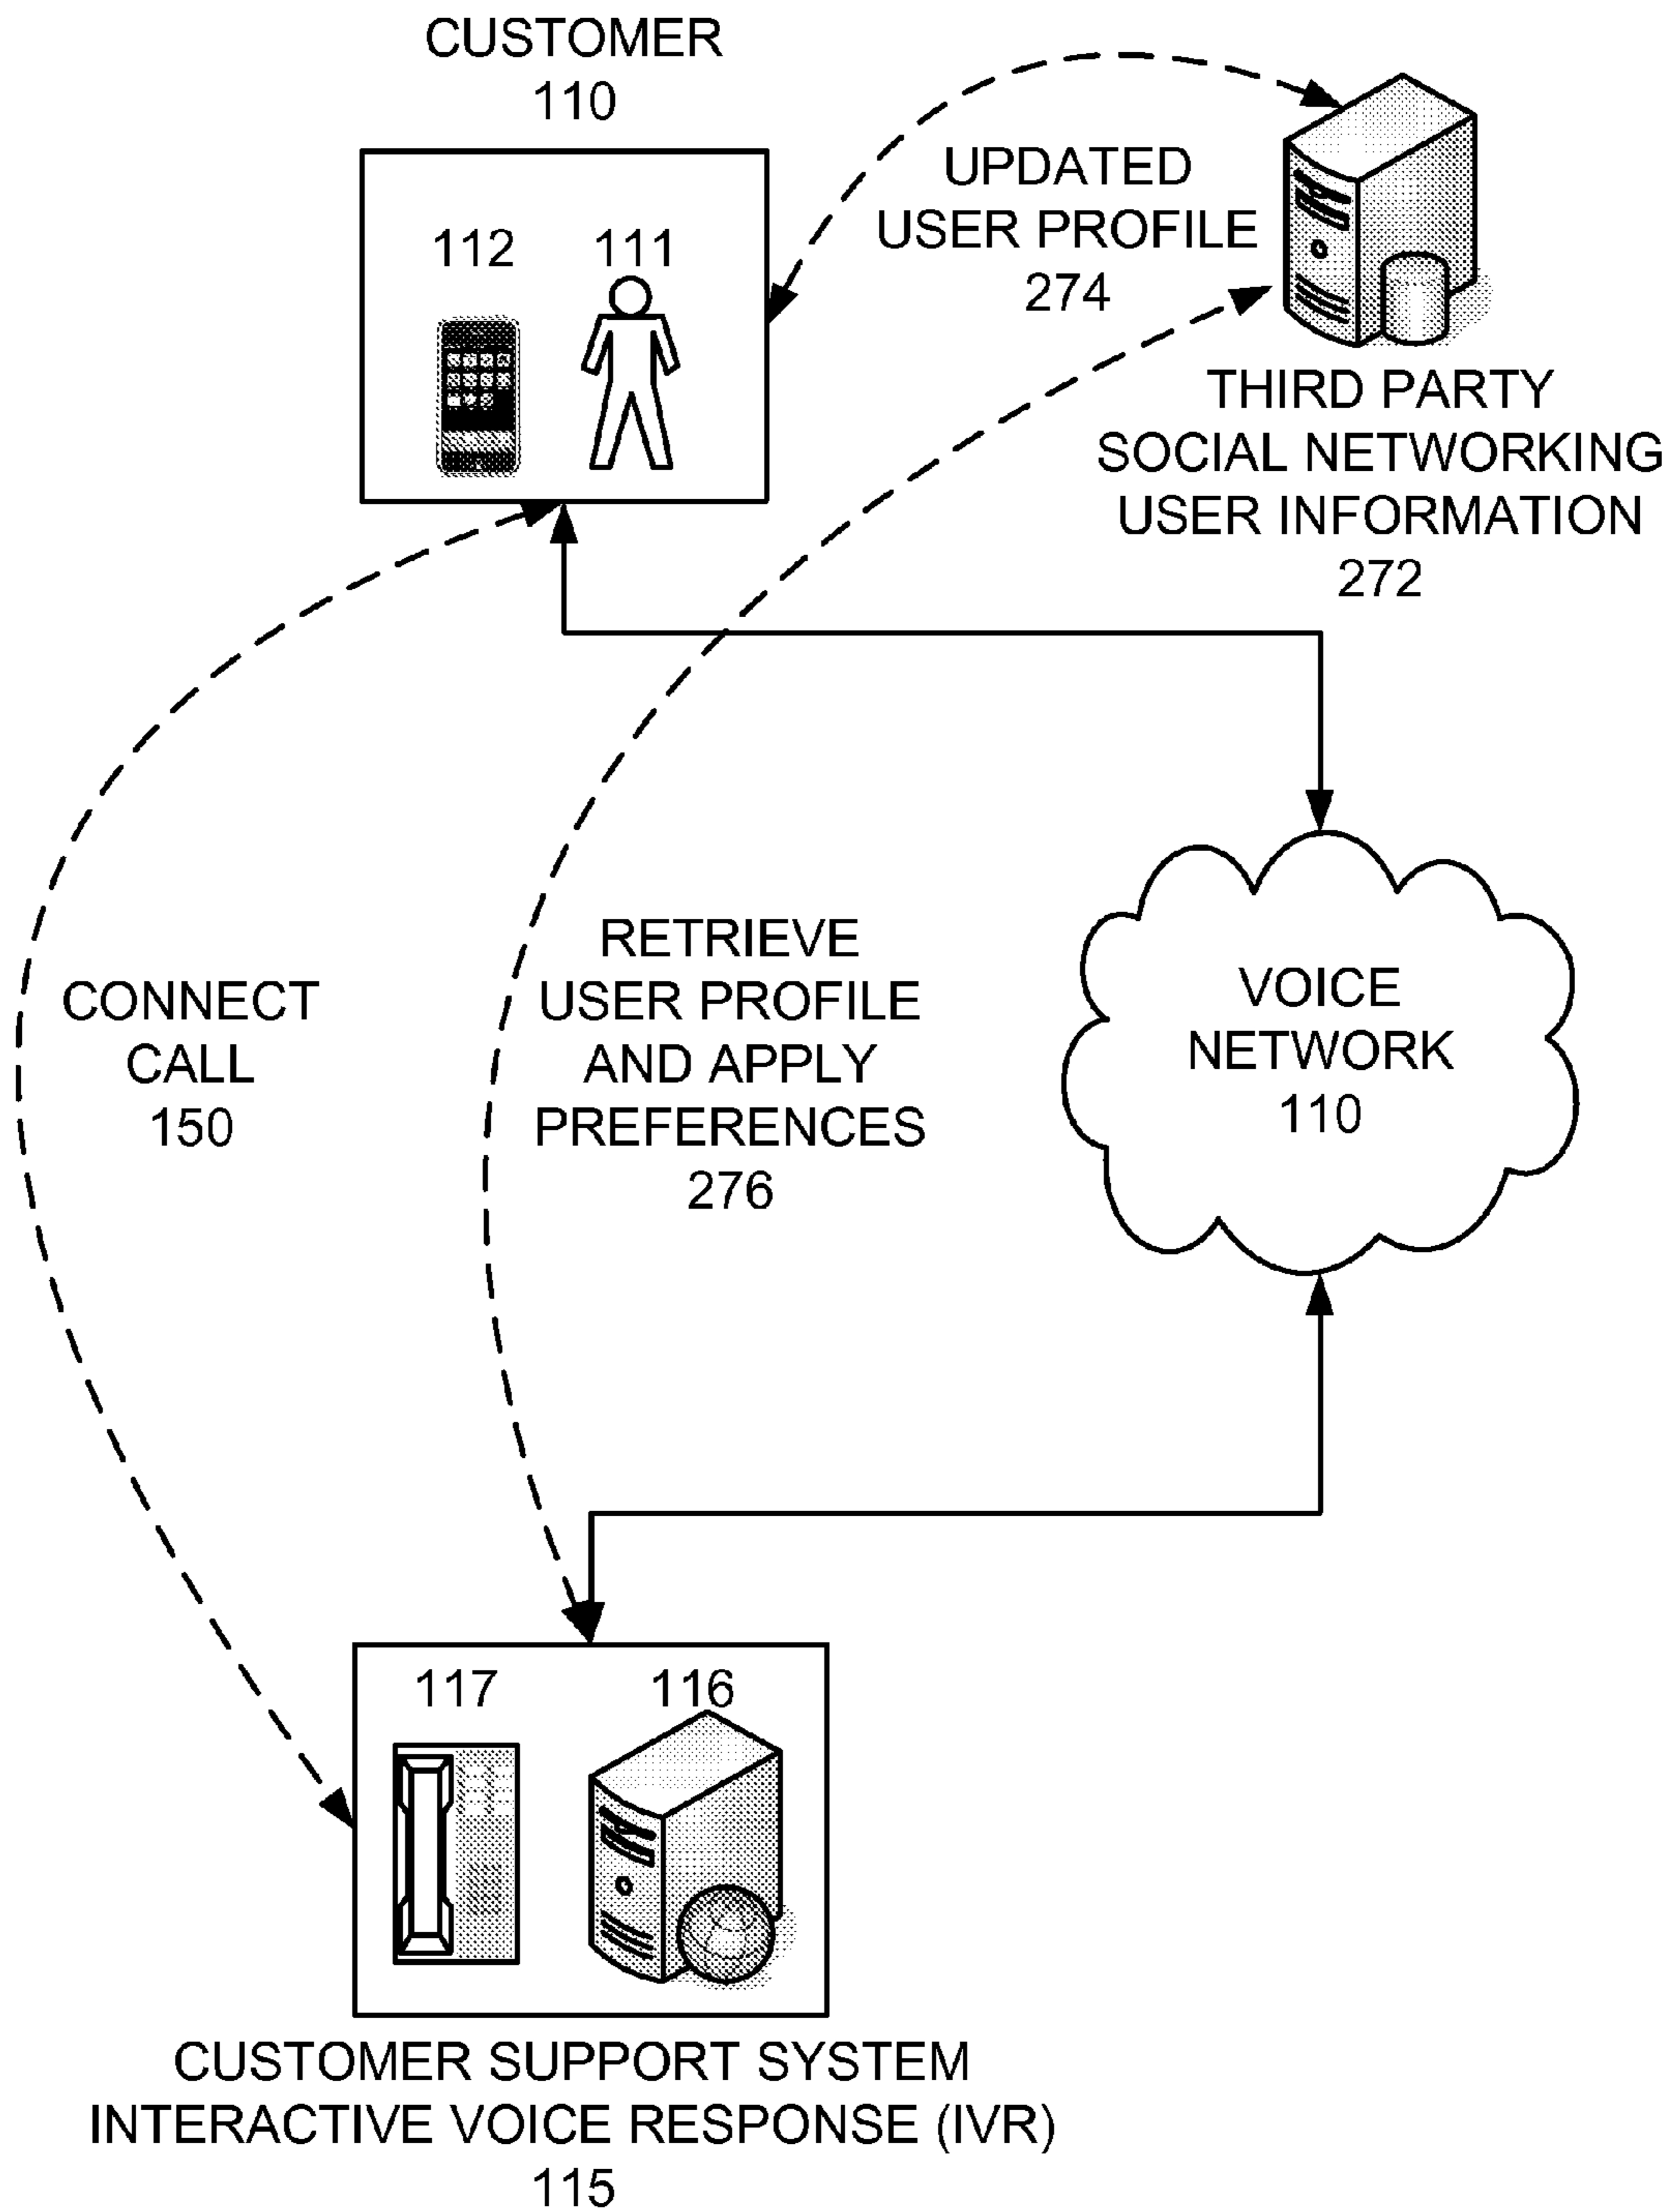 CUSTOMER
110
112
111
UPDATED
USER PROFILE
274
THIRD PARTY
SOCIAL NETWORKING
USER INFORMATION
272
CONNECT
CALL
150
RETRIEVE
USER PROFILE
AND APPLY
PREFERENCES
276
VOICE
NETWORK
110
117
116
CUSTOMER SUPPORT SYSTEM
INTERACTIVE VOICE RESPONSE (IVR)
115